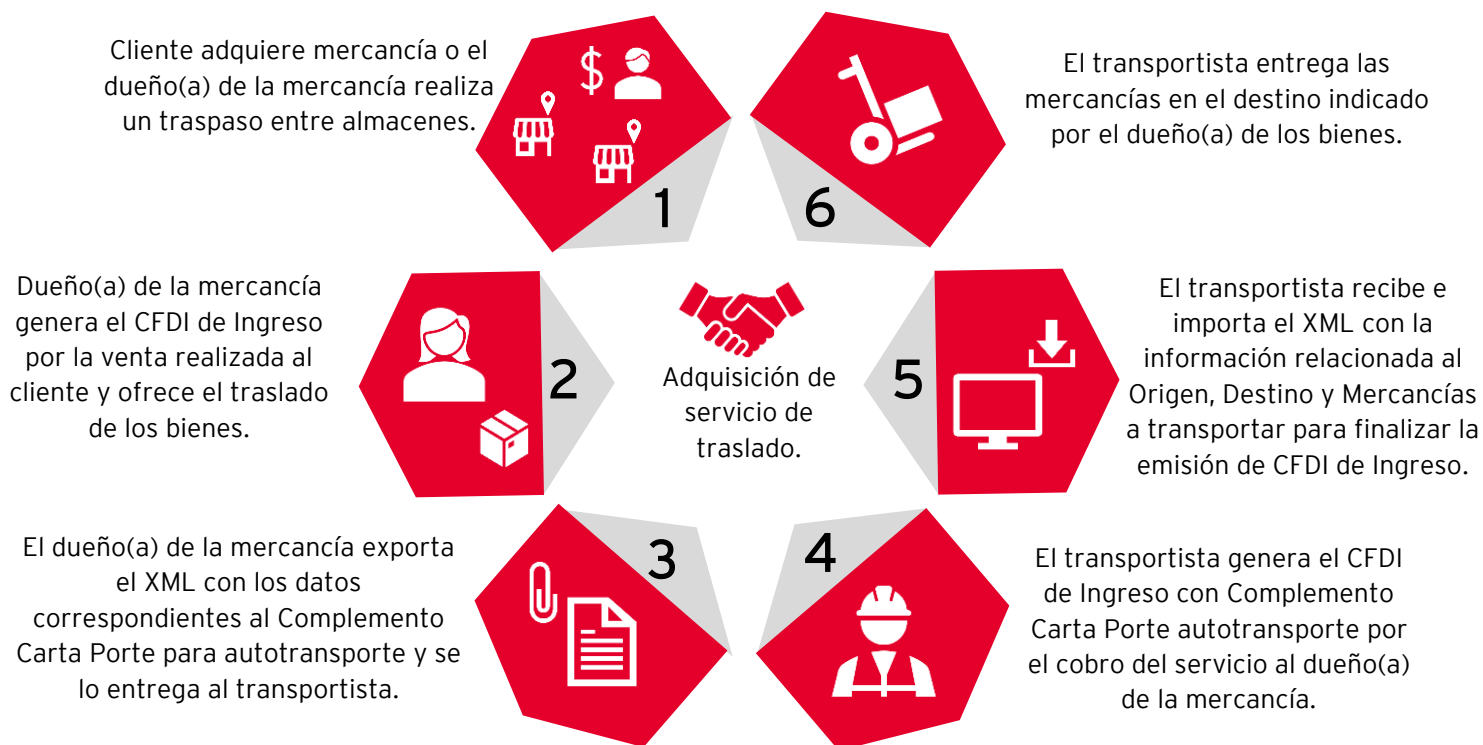 Cliente adquiere mercancía o el
dueño(a) de la mercancía realiza
un traspaso entre almacenes.
$
1
Dueño(a) de la mercancía
genera el CFDI de Ingreso
por la venta realizada al
cliente y ofrece el traslado
de los bienes.
2
El dueño(a) de la mercancía exporta
el XML con los datos
correspondientes al Complemento
Carta Porte para autotransporte y se
lo entrega al transportista.
3
4
El transportista genera el CFDI
de Ingreso con Complemento
Carta Porte autotransporte por
el cobro del servicio al dueño(a)
de la mercancía.
5
El transportista recibe e
importa el XML con la
información relacionada al
Origen, Destino y Mercancías
a transportar para finalizar la
emisión de CFDI de Ingreso.
6
El transportista entrega las
mercancías en el destino indicado
por el dueño(a) de los bienes.
Adquisición de
servicio de
traslado.